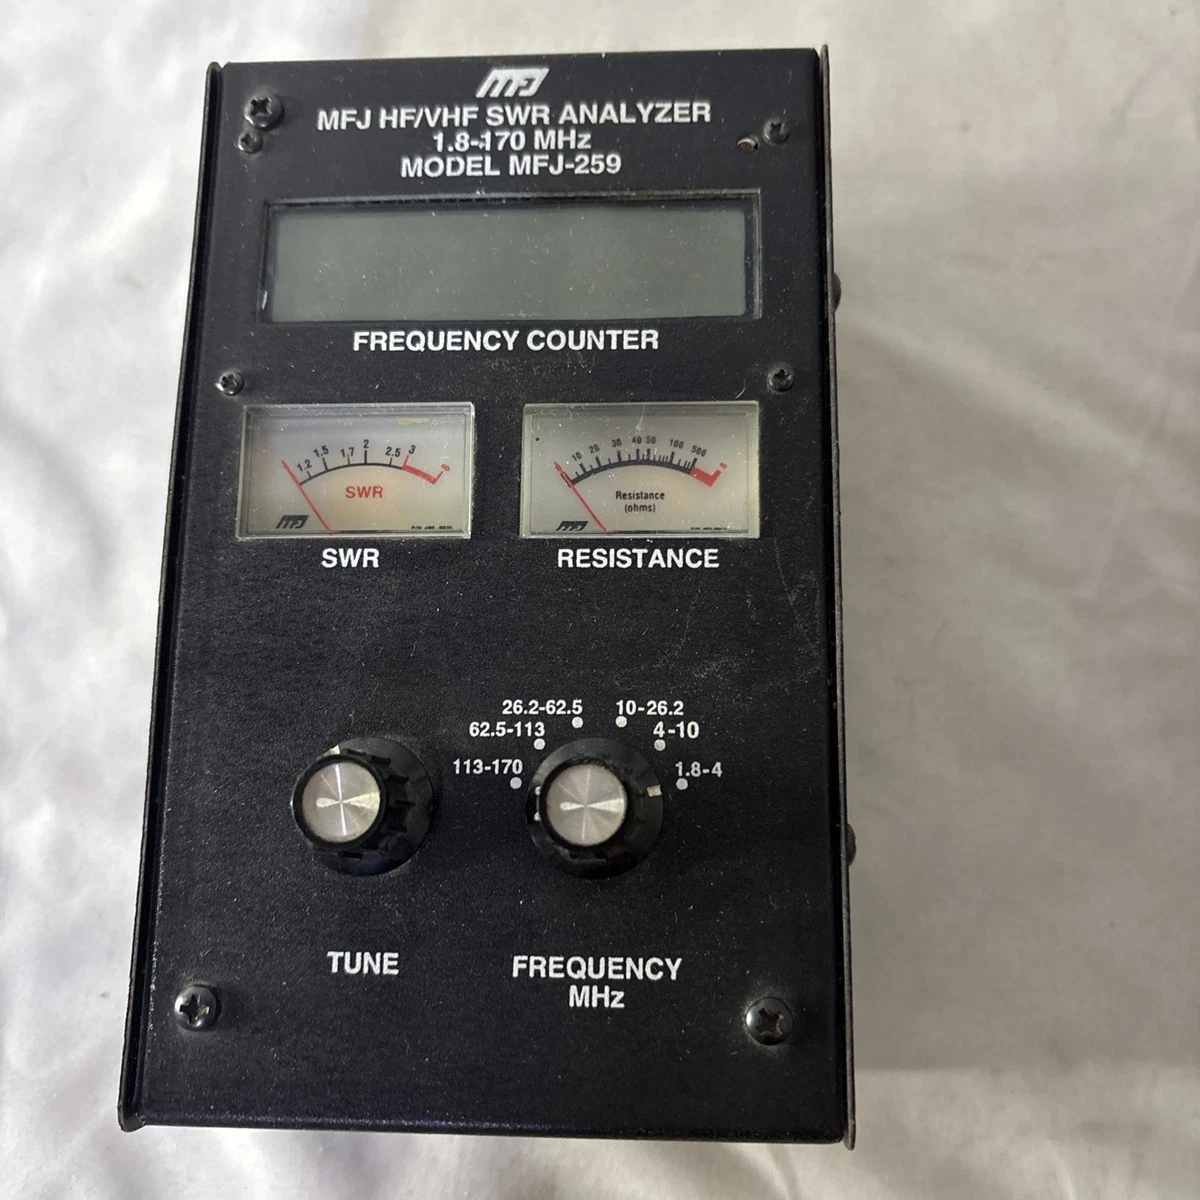 MFJ
MFJ HF/VHF SWR ANALYZER
1.8-170 MHz
MODEL MFJ-259
FREQUENCY COUNTER
1.2 1.5 1.7 2 2.5 3
SWR
MFJ
10 25 30 40 50 100 500
Resistance
(ohms)
MFJ
SWR
RESISTANCE
26.2-62.5 10-26.2
62.5-113 4-10
113-170 1.8-4
TUNE
FREQUENCY
MHz